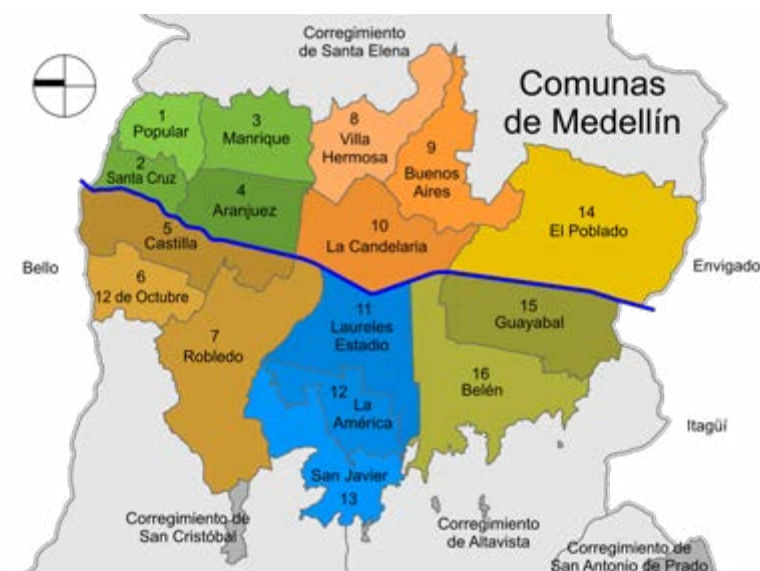 Corregimiento
de Santa Elena
Comunas
de Medellín
1
Popular
3
Manrique
8
Villa
Hermosa
9
Buenos
Aires
2
Santa Cruz
4
Aranjuez
10
La Candelaria
14
El Poblado
5
Castilla
Bello
6
12 de Octubre
Envigado
7
Robledo
11
Laureles
Estadio
15
Guayabal
16
Belén
12
La
América
Itagüí
San Javier
13
Corregimiento de
San Cristóbal
Corregimiento
de Altavista
Corregimiento de
San Antonio de Prado